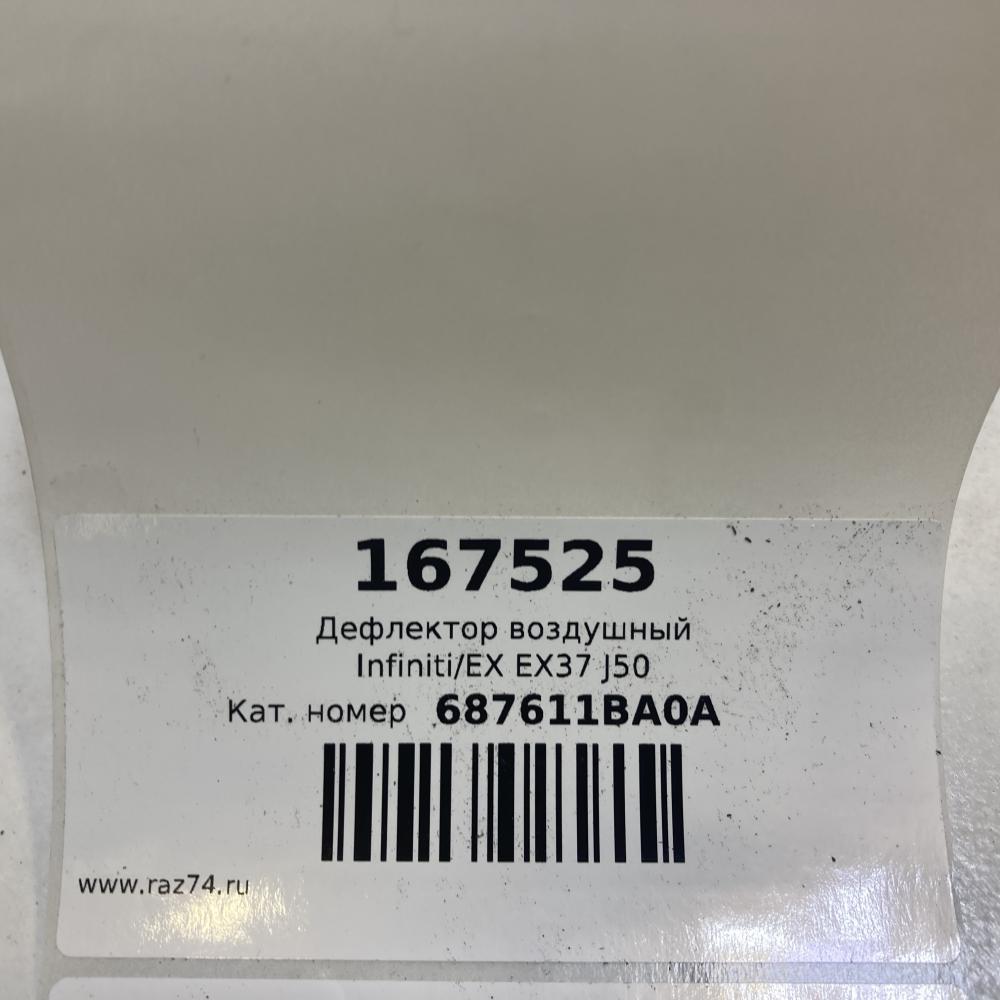 167525
Дефлектор воздушный
Infiniti/EX EX37 J50
Кат. номер 687611BA0A
www.raz74.ru